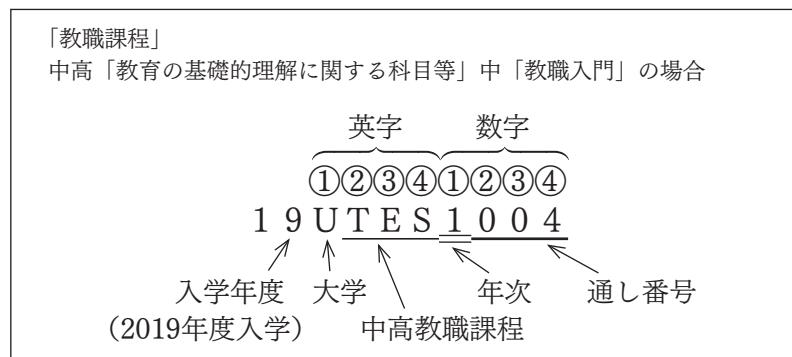 「教職課程」
中高「教育の基礎的理解に関する科目等」中「教職入門」の場合
英字 数字
①②③④①②③④
19UTES1004
入学年度 大学 年次 通し番号
（2019年度入学） 中高教職課程